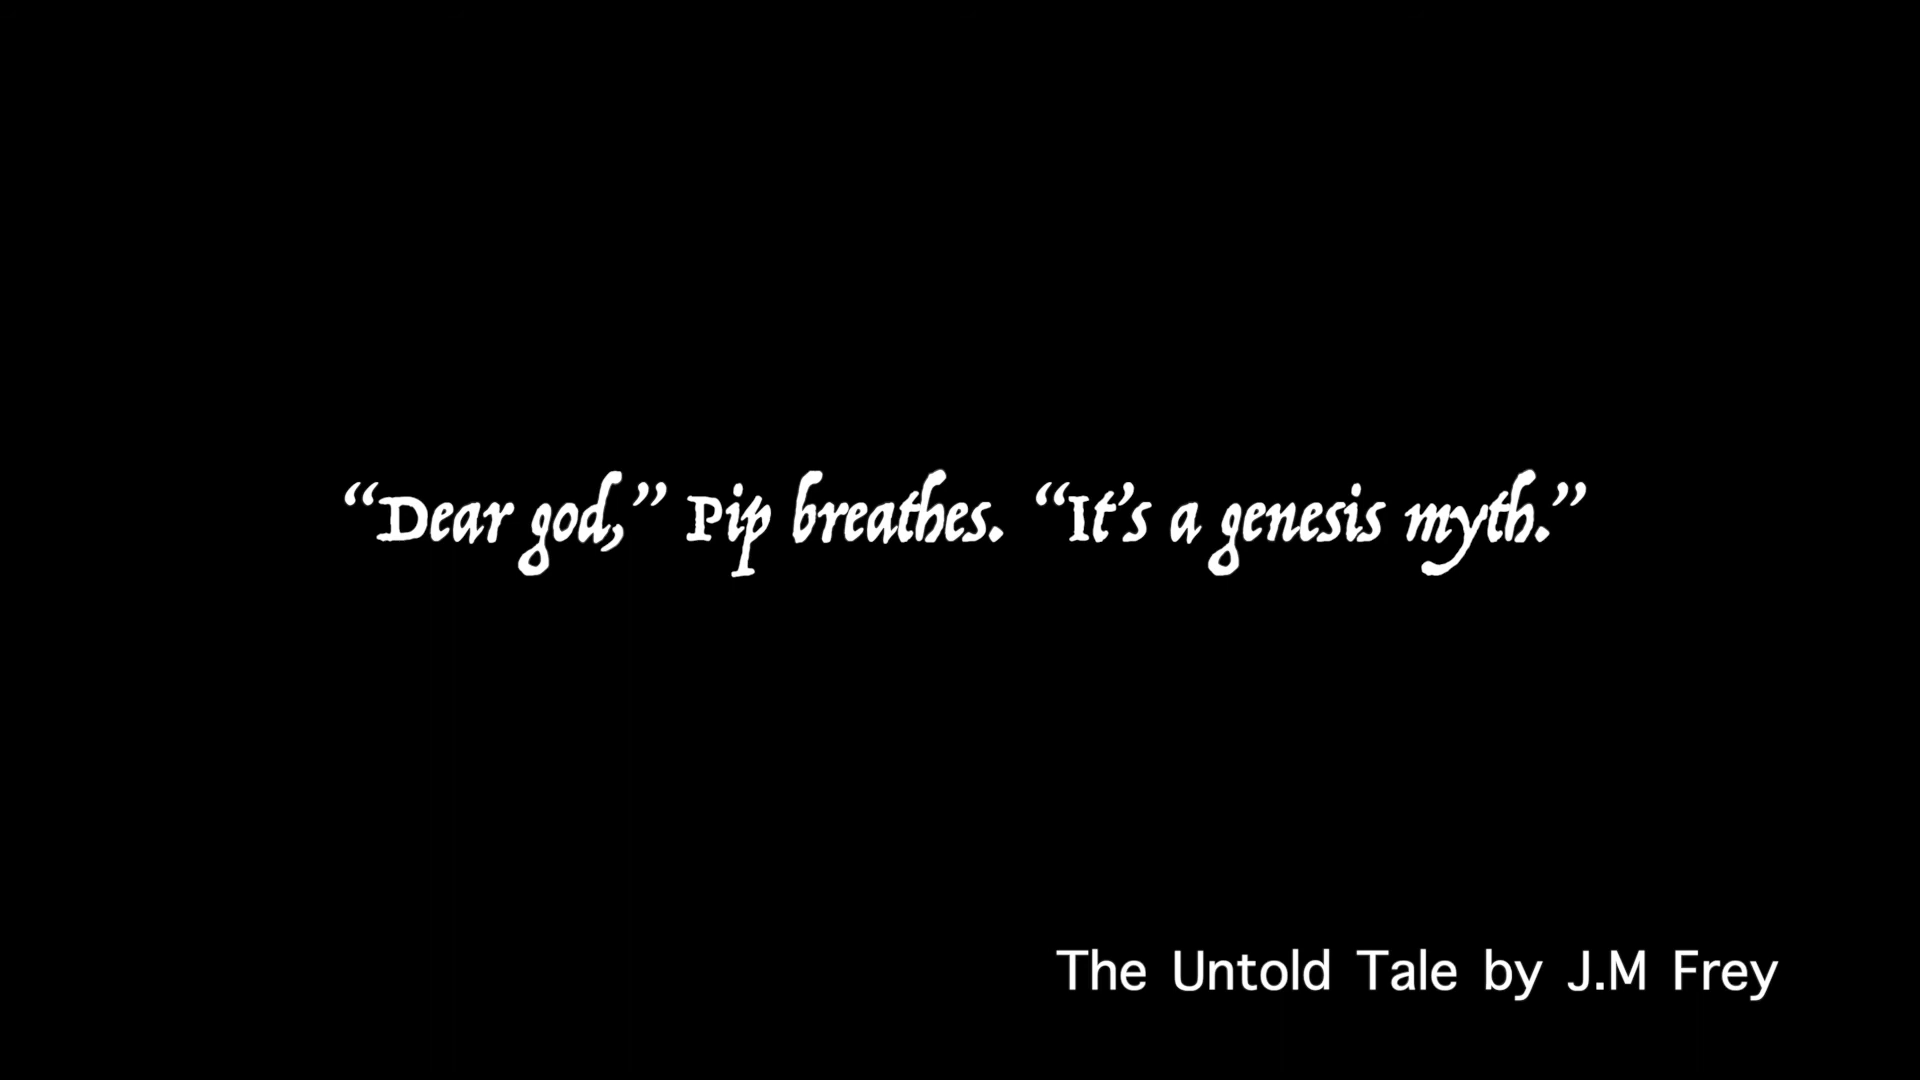 “Dear god,” Pip breathes. “It’s a genesis myth.”
The Untold Tale by J.M Frey